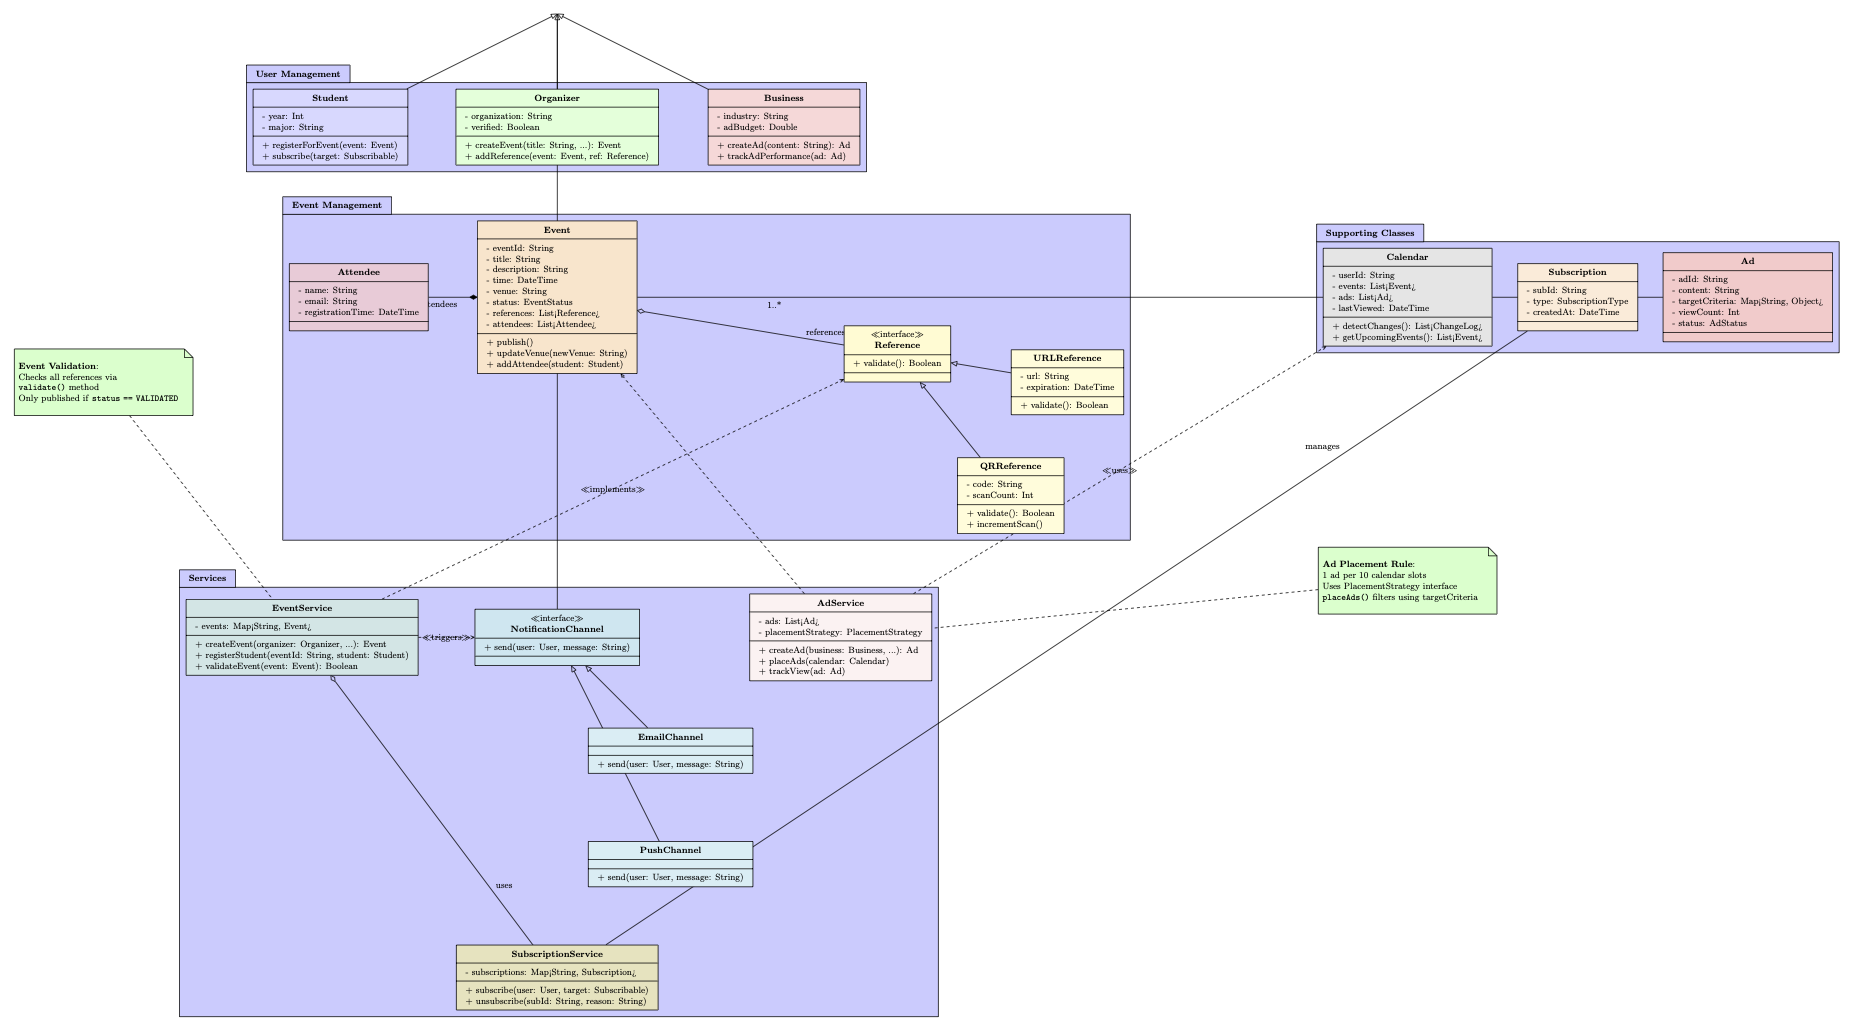 User Management
Student
- year: Int
- major: String
+ registerForEvent(event: Event)
+ subscribe(target: Subscribable)
Organizer
- organization: String
- verified: Boolean
+ createEvent(title: String, ...): Event
+ addReference(event: Event, ref: Reference)
Business
- industry: String
- adBudget: Double
+ createAd(content: String): Ad
+ trackAdPerformance(ad: Ad)
Event Management
Event
- eventId: String
- title: String
- description: String
- time: DateTime
- venue: String
- status: EventStatus
- references: List¡Reference¿
- attendees: List¡Attendee¿
+ publish()
+ updateVenue(newVenue: String)
+ addAttendee(student: Student)
Attendee
- name: String
- email: String
- registrationTime: DateTime
tendees
1..*
references
≪interface≫
Reference
+ validate(): Boolean
URLReference
- url: String
- expiration: DateTime
+ validate(): Boolean
QRReference
- code: String
- scanCount: Int
+ validate(): Boolean
+ incrementScan()
Supporting Classes
Calendar
- userId: String
- events: List¡Event¿
- ads: List¡Ad¿
- lastViewed: DateTime
+ detectChanges(): List¡ChangeLog¿
+ getUpcomingEvents(): List¡Event¿
Subscription
- subId: String
- type: SubscriptionType
- createdAt: DateTime
Ad
- adId: String
- content: String
- targetCriteria: Map¡String, Object¿
- viewCount: Int
- status: AdStatus
Event Validation:
Checks all references via
validate() method
Only published if status == VALIDATED
manages
≪uses≫
≪implements≫
Ad Placement Rule:
1 ad per 10 calendar slots
Uses PlacementStrategy interface
placeAds() filters using targetCriteria
Services
EventService
- events: Map¡String, Event¿
+ createEvent(organizer: Organizer, ...): Event
+ registerStudent(eventId: String, student: Student)
+ validateEvent(event: Event): Boolean
≪triggers≫
≪interface≫
NotificationChannel
+ send(user: User, message: String)
AdService
- ads: List¡Ad¿
- placementStrategy: PlacementStrategy
+ createAd(business: Business, ...): Ad
+ placeAds(calendar: Calendar)
+ trackView(ad: Ad)
EmailChannel
+ send(user: User, message: String)
PushChannel
+ send(user: User, message: String)
uses
SubscriptionService
- subscriptions: Map¡String, Subscription¿
+ subscribe(user: User, target: Subscribable)
+ unsubscribe(subId: String, reason: String)